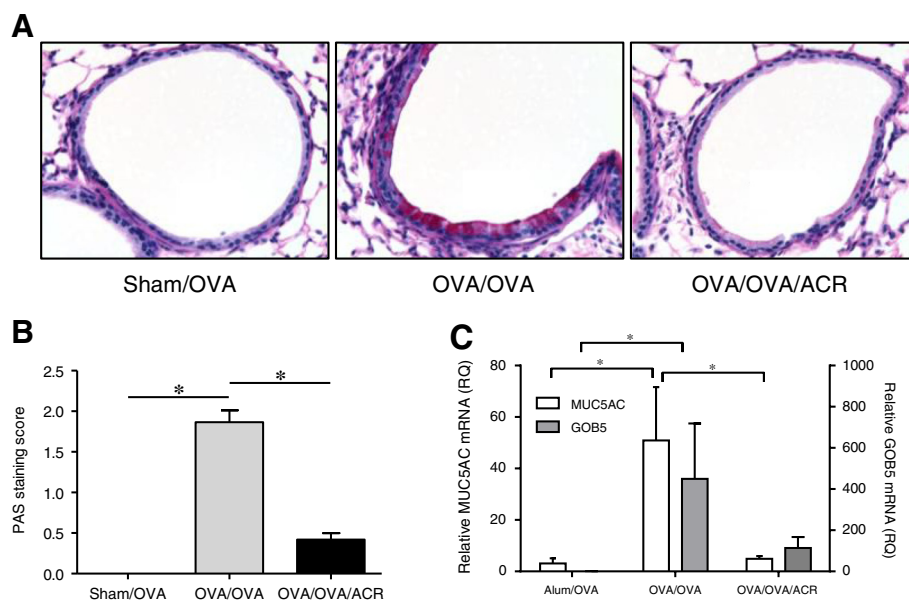 A
Sham/OVA
OVA/OVA
OVA/OVA/ACR
B
PAS staining score
2.5
2.0
1.5
1.0
0.5
0.0
*
*
Sham/OVA
OVA/OVA
OVA/OVA/ACR
C
Relative MUC5AC mRNA (RQ)
80
60
40
20
0
*
*
*
MUC5AC
GOB5
1000
800
600
400
200
0
Relative GOB5 mRNA (RQ)
Alum/OVA
OVA/OVA
OVA/OVA/ACR